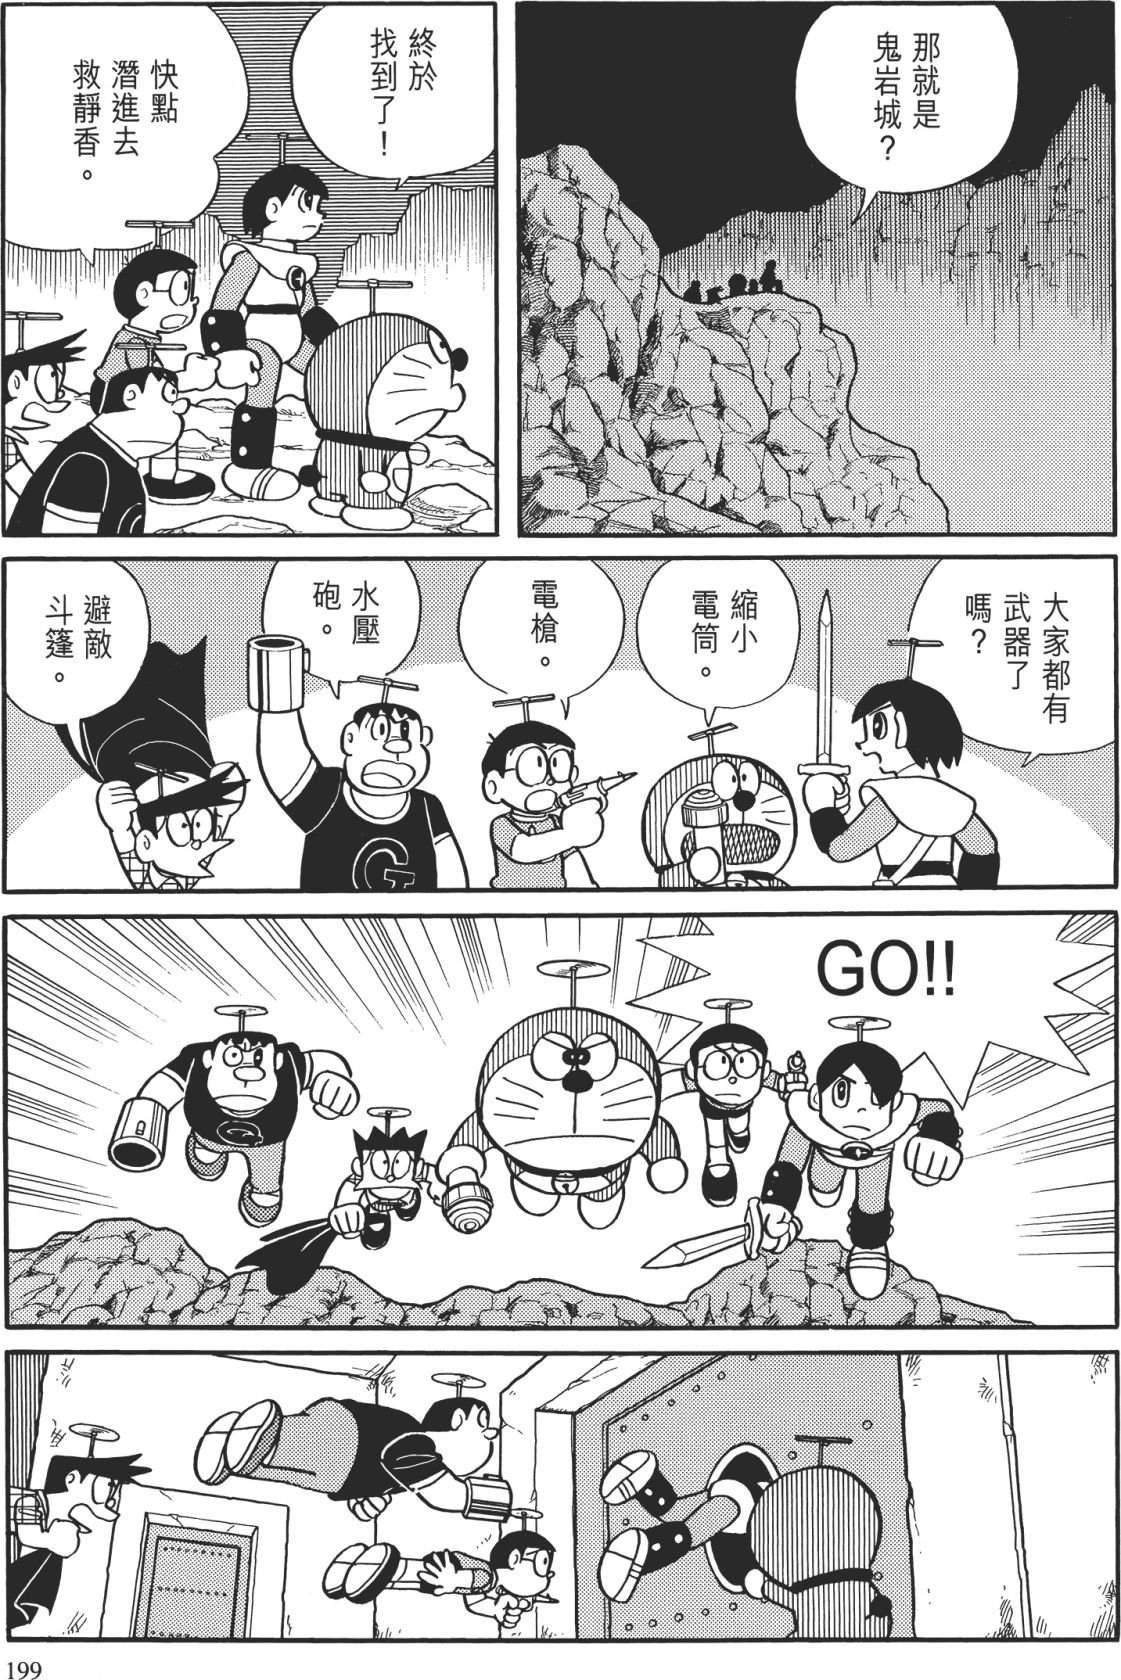 那就是
鬼岩城？
終於
找到了！
快點
潛進去
救靜香。
大家都有
武器了
嗎？
縮小
電筒。
電槍。
水壓
砲。
避敵
斗篷。
G
GO!!
G
199